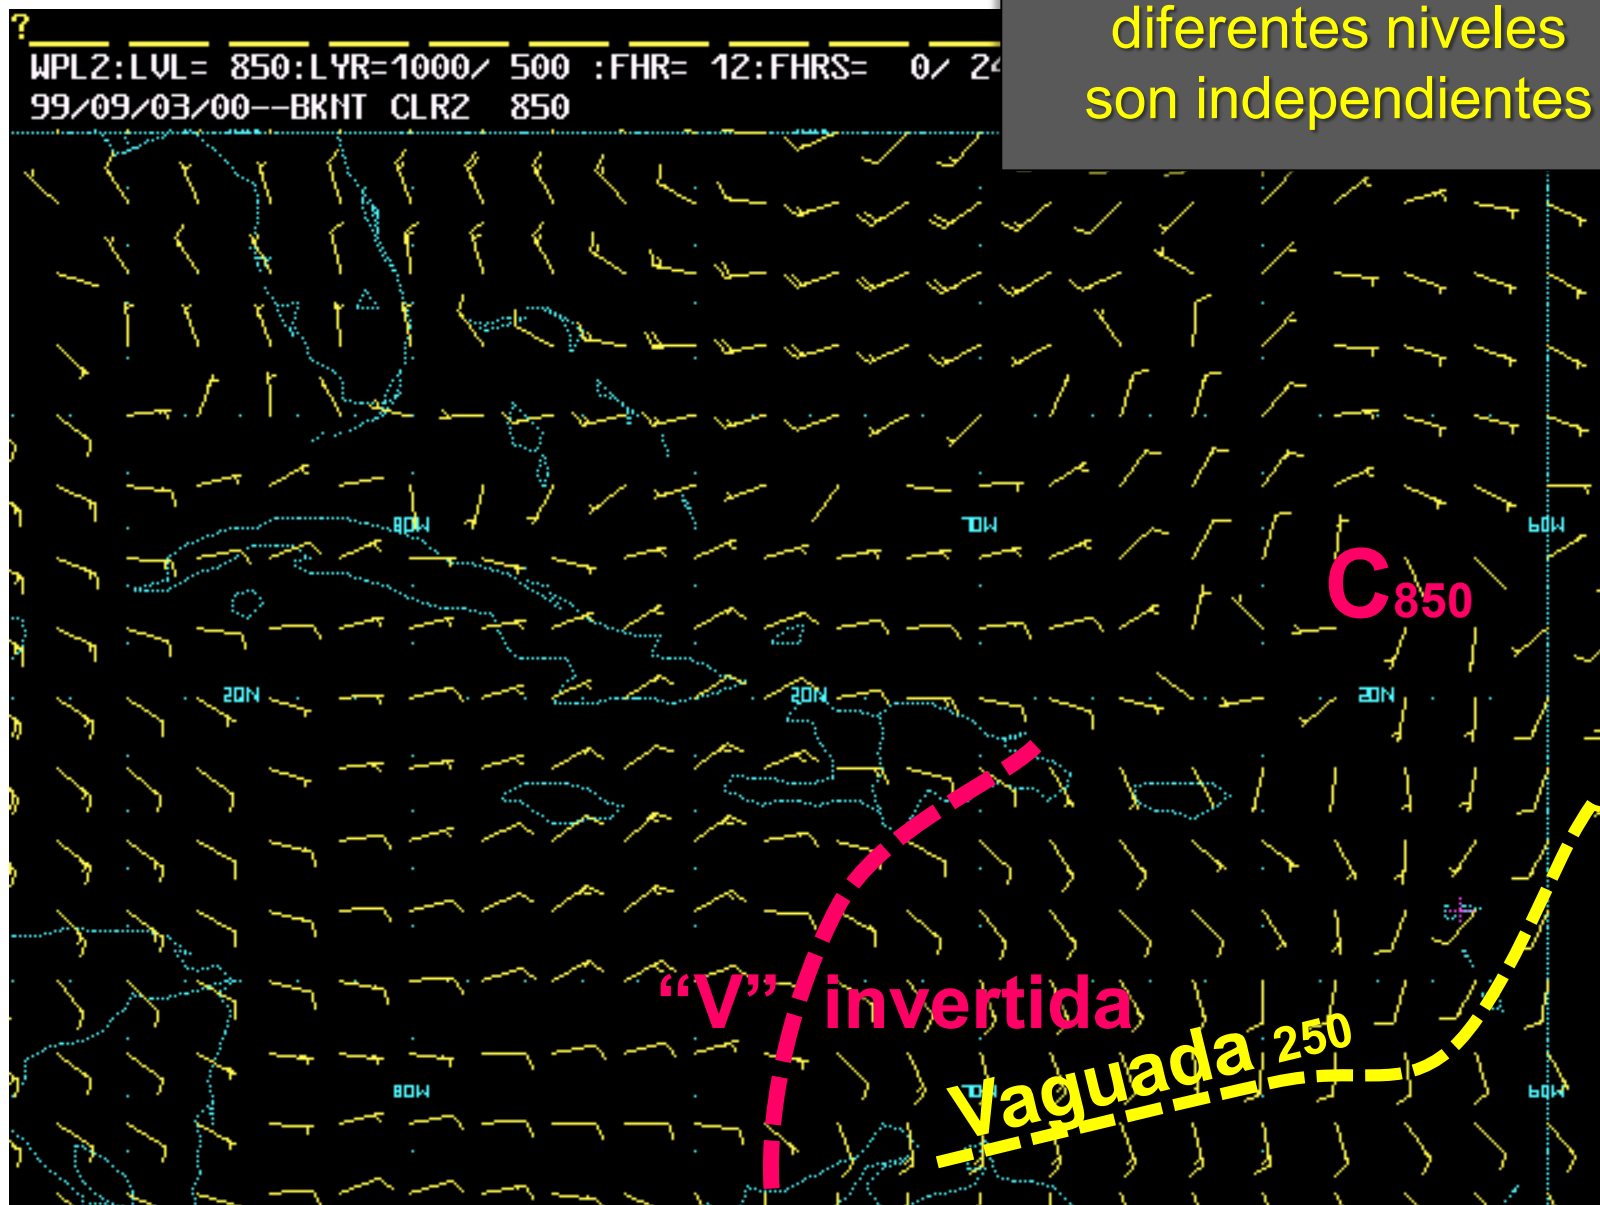 diferentes niveles
son independientes
?
WPL2:LVL= 850:LYR=1000/ 500 :FHR= 12:FHRS= 0/ 24
99/09/03/00--BKNT CLR2 850
80W
70W
60W
C850
20N
20N
20N
“V” invertida
Vaguada 250
80W
70W
60W